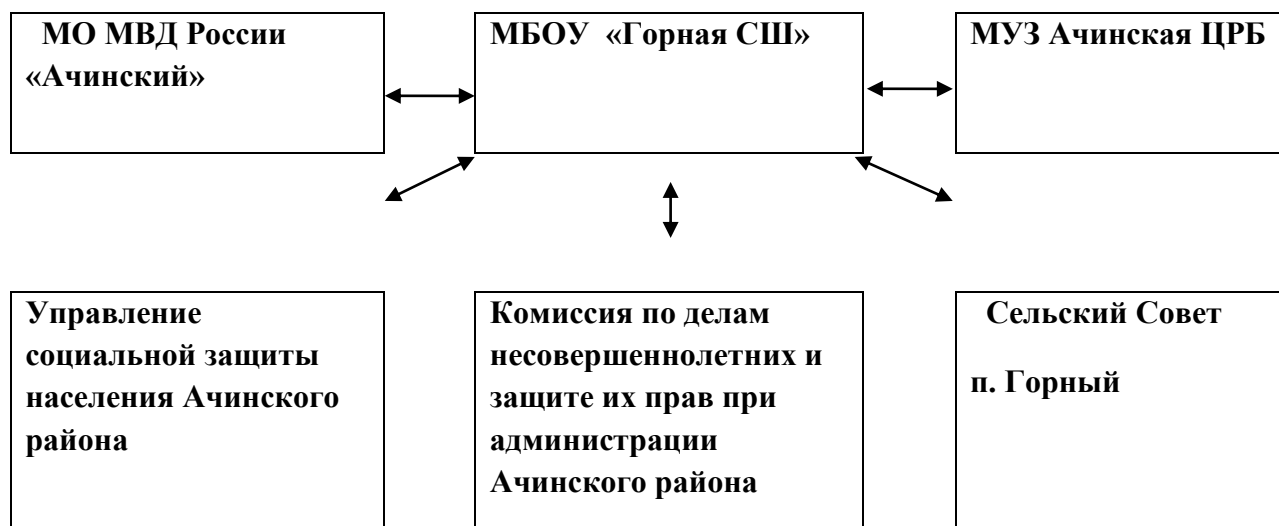 МО МВД России
«Ачинский»
МБОУ «Горная СШ»
МУЗ Ачинская ЦРБ
Управление
социальной защиты
населения Ачинского
района
Комиссия по делам
несовершеннолетних и
защите их прав при
администрации
Ачинского района
Сельский Совет
п. Горный